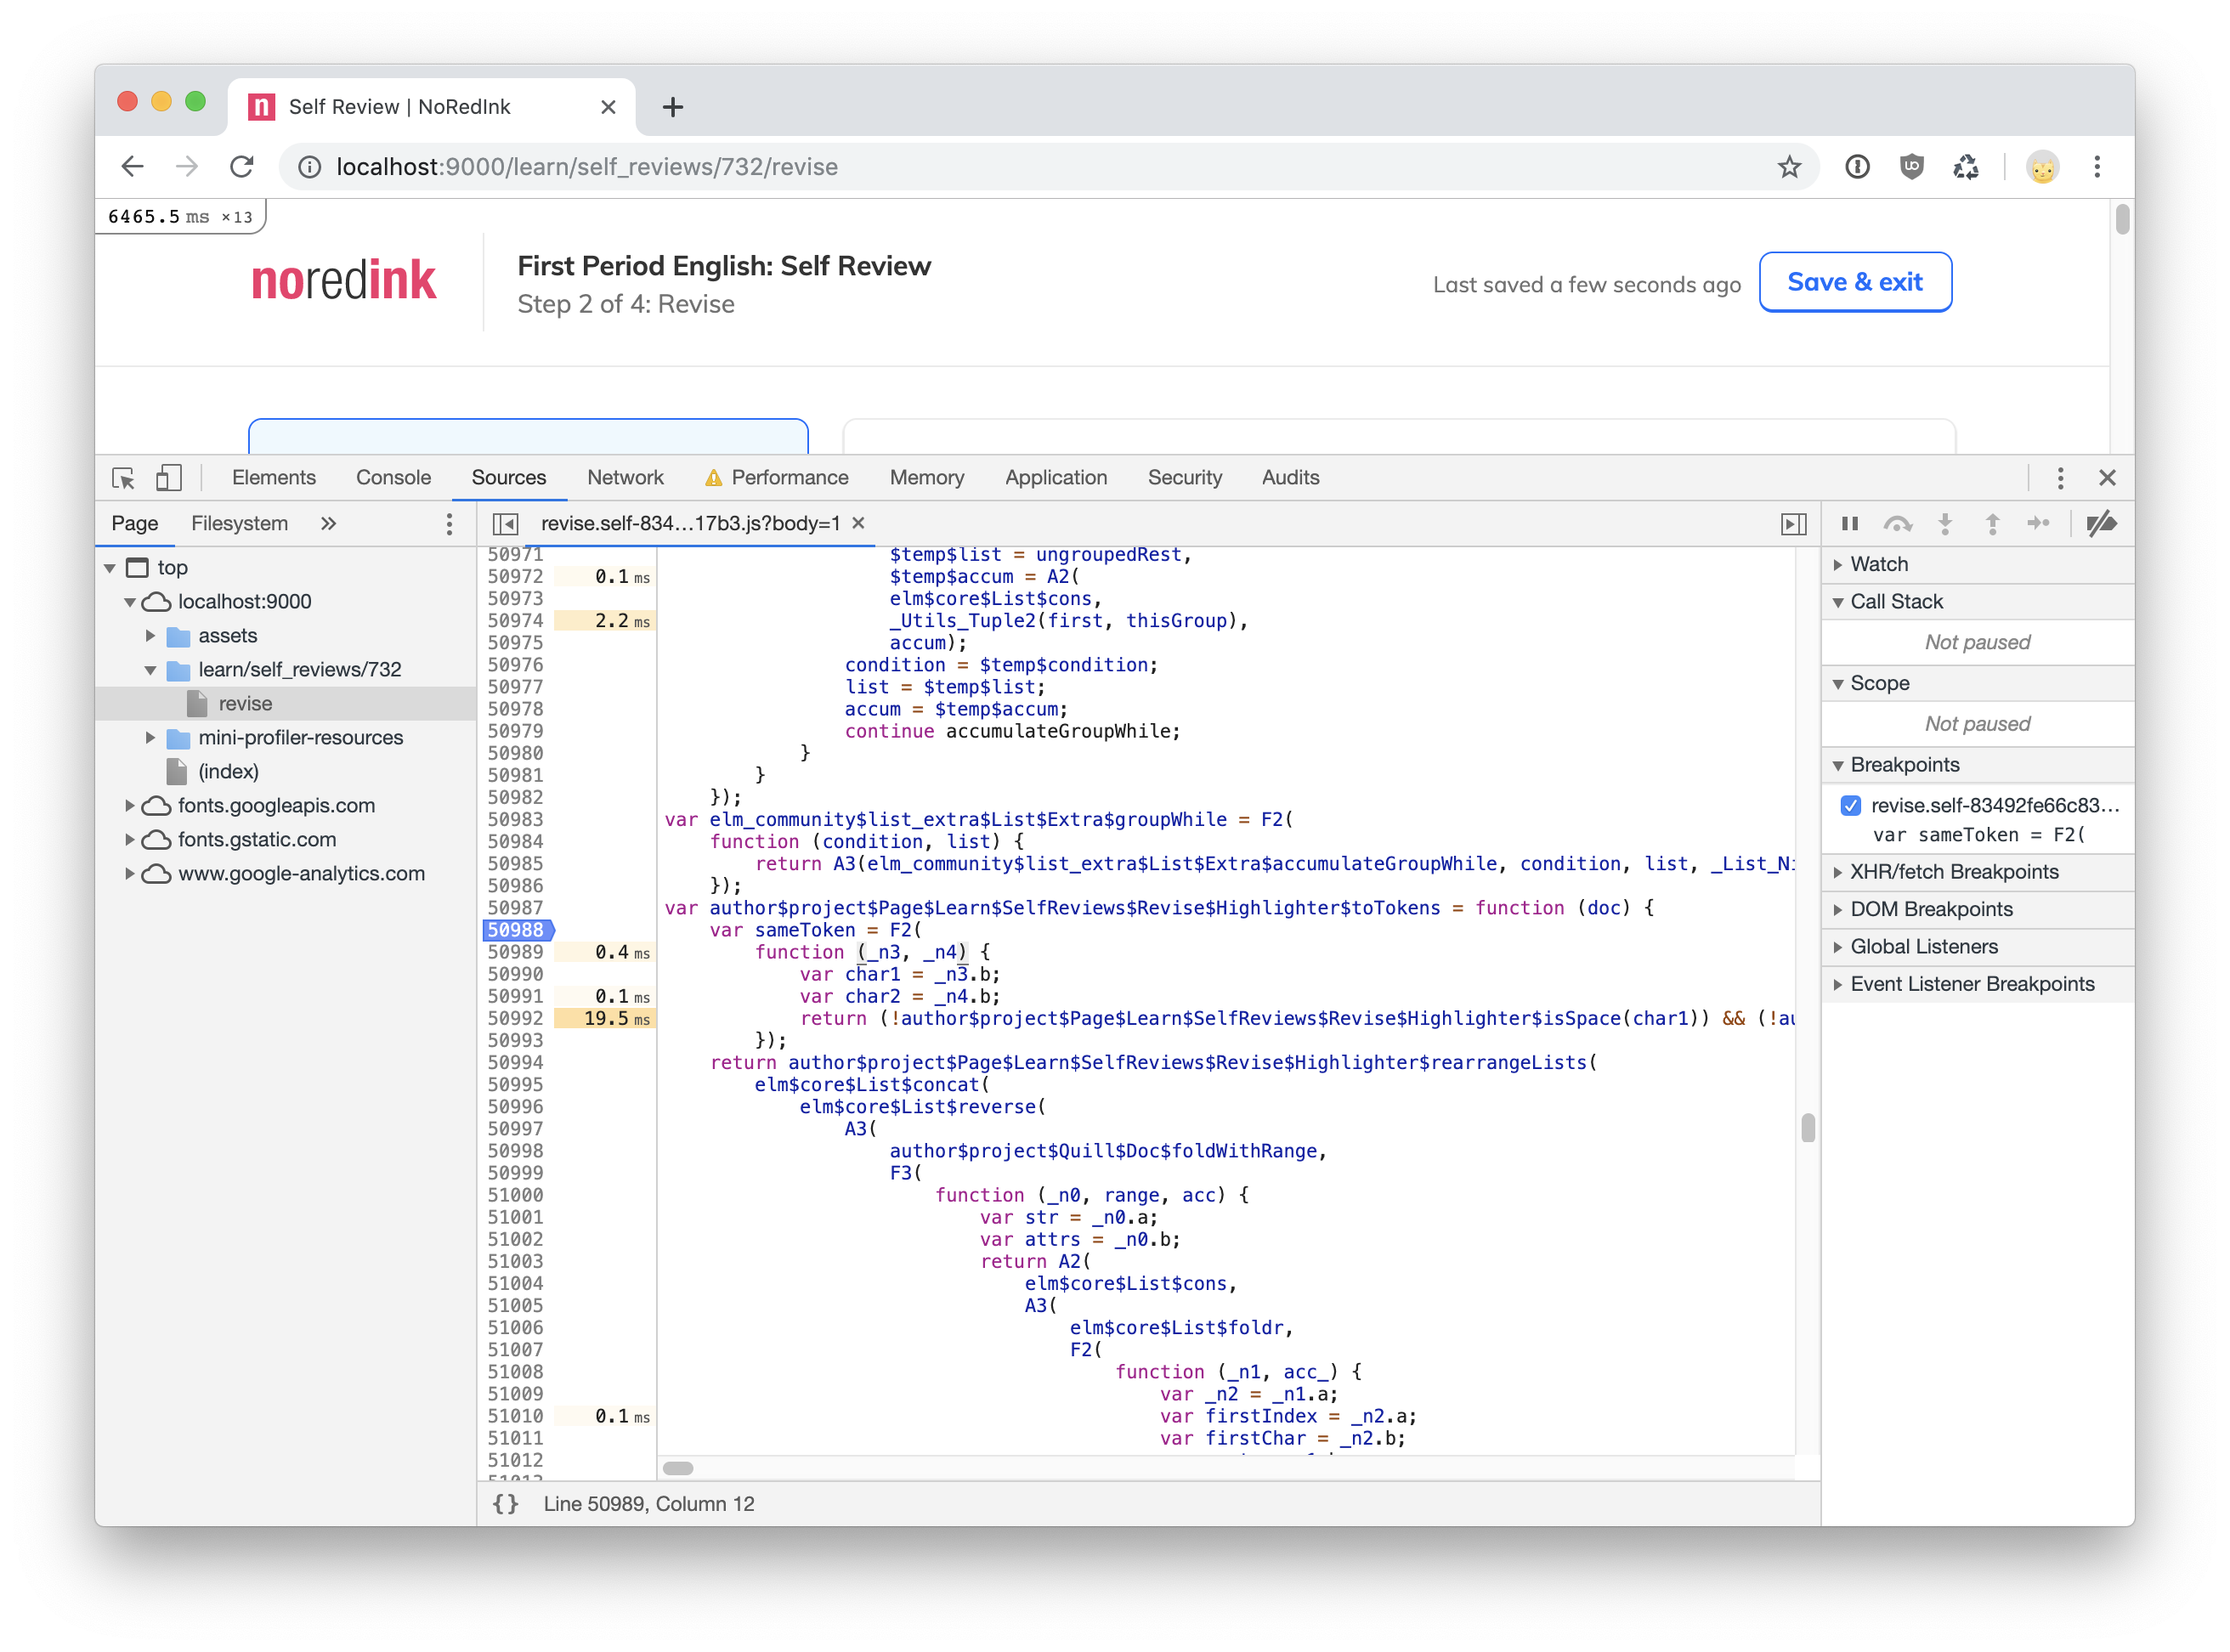 Self Review | NoRedInk
localhost:9000/learn/self_reviews/732/revise
6465.5 ms ×13
noredink
First Period English: Self Review
Step 2 of 4: Revise
Last saved a few seconds ago
Save & exit
Elements Console Sources Network Performance Memory Application Security Audits
Page Filesystem »
revise.self-834…17b3.js?body=1
top
localhost:9000
assets
learn/self_reviews/732
revise
mini-profiler-resources
(index)
fonts.googleapis.com
fonts.gstatic.com
www.google-analytics.com
50971 $temp$list = ungroupedRest,
50972 0.1 ms $temp$accum = A2(
50973 elm$core$List$cons,
50974 2.2 ms _Utils_Tuple2(first, thisGroup),
50975 accum);
50976 condition = $temp$condition;
50977 list = $temp$list;
50978 accum = $temp$accum;
50979 continue accumulateGroupWhile;
50980 }
50981 }
50982 });
50983 var elm_community$list_extra$List$Extra$groupWhile = F2(
50984 function (condition, list) {
50985 return A3(elm_community$list_extra$List$Extra$accumulateGroupWhile, condition, list, _List_Ni
50986 });
50987 var author$project$Page$Learn$SelfReviews$Revise$Highlighter$toTokens = function (doc) {
50988 var sameToken = F2(
50989 0.4 ms function (_n3, _n4) {
50990 var char1 = _n3.b;
50991 0.1 ms var char2 = _n4.b;
50992 19.5 ms return (!author$project$Page$Learn$SelfReviews$Revise$Highlighter$isSpace(char1)) && (!au
50993 });
50994 return author$project$Page$Learn$SelfReviews$Revise$Highlighter$rearrangeLists(
50995 elm$core$List$concat(
50996 elm$core$List$reverse(
50997 A3(
50998 author$project$Quill$Doc$foldWithRange,
50999 F3(
51000 function (_n0, range, acc) {
51001 var str = _n0.a;
51002 var attrs = _n0.b;
51003 return A2(
51004 elm$core$List$cons,
51005 A3(
51006 elm$core$List$foldr,
51007 F2(
51008 function (_n1, acc_) {
51009 var _n2 = _n1.a;
51010 0.1 ms var firstIndex = _n2.a;
51011 var firstChar = _n2.b;
51012
{} Line 50989, Column 12
Watch
Call Stack
Not paused
Scope
Not paused
Breakpoints
revise.self-83492fe66c83…
var sameToken = F2(
XHR/fetch Breakpoints
DOM Breakpoints
Global Listeners
Event Listener Breakpoints